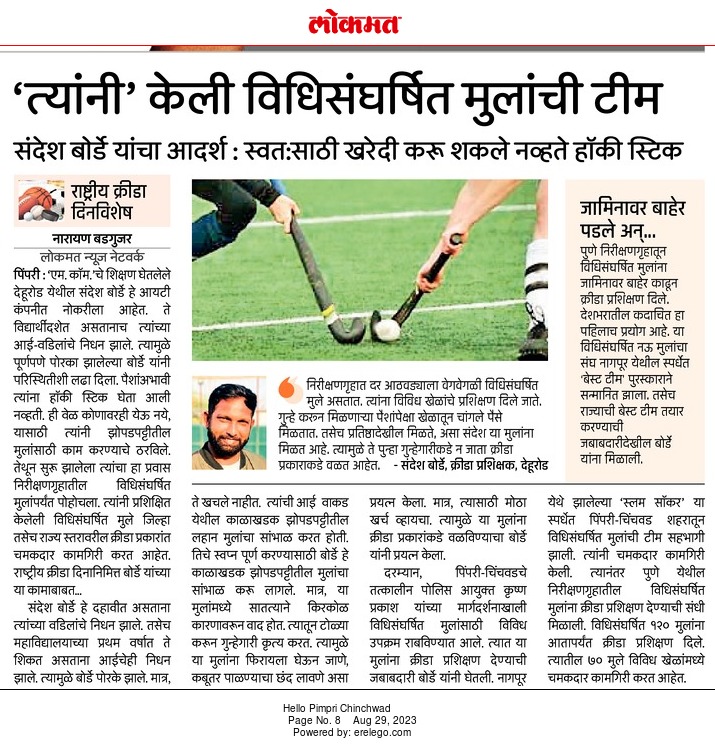 लोकमत
‘त्यांनी’ केली विधिसंघर्षित मुलांची टीम
संदेश बोर्डे यांचा आदर्श : स्वत:साठी खरेदी करू शकले नव्हते हॉकी स्टिक
राष्ट्रीय क्रीडा
दिनविशेष
नारायण बडगुजर
लोकमत न्यूज नेटवर्क
पिंपरी : ‘एम. कॉम.’चे शिक्षण घेतलेले
देहूरोड येथील संदेश बोर्डे हे आयटी
कंपनीत नोकरीला आहेत. ते
विद्यार्थीदशेत असतानाच त्यांच्या
आई-वडिलांचे निधन झाले. त्यामुळे
पूर्णपणे पोरका झालेल्या बोर्डे यांनी
परिस्थितीशी लढा दिला. पैशांअभावी
त्यांना हॉकी स्टिक घेता आली
नव्हती. ही वेळ कोणावरही येऊ नये,
यासाठी त्यांनी झोपडपट्टीतील
मुलांसाठी काम करण्याचे ठरविले.
तेथून सुरू झालेला त्यांचा हा प्रवास
निरीक्षणगृहातील विधिसंघर्षित
मुलांपर्यंत पोहोचला. त्यांनी प्रशिक्षित
केलेली विधिसंघर्षित मुले जिल्हा
तसेच राज्य स्तरावरील क्रीडा प्रकारांत
चमकदार कामगिरी करत आहेत.
राष्ट्रीय क्रीडा दिनानिमित्त बोर्डे यांच्या
या कामाबाबत...
संदेश बोर्डे हे दहावीत असताना
त्यांच्या वडिलांचे निधन झाले. तसेच
महाविद्यालयाच्या प्रथम वर्षात ते
शिकत असताना आईचेही निधन
झाले. त्यामुळे बोर्डे पोरके झाले. मात्र,
निरीक्षणगृहात दर आठवड्याला वेगवेगळी विधिसंघर्षित
मुले असतात. त्यांना विविध खेळांचे प्रशिक्षण दिले जाते.
गुन्हे करून मिळणाऱ्या पैशांपेक्षा खेळातून चांगले पैसे
मिळतात. तसेच प्रतिष्ठादेखील मिळते, असा संदेश या मुलांना
मिळत आहे. त्यामुळे ते पुन्हा गुन्हेगारीकडे न जाता क्रीडा
प्रकाराकडे वळत आहेत. - संदेश बोर्डे, क्रीडा प्रशिक्षक, देहूरोड
जामिनावर बाहेर
पडले अन्...
पुणे निरीक्षणगृहातून
विधिसंघर्षित मुलांना
जामिनावर बाहेर काढून
क्रीडा प्रशिक्षण दिले.
देशभरातील कदाचित हा
पहिलाच प्रयोग आहे. या
विधिसंघर्षित नऊ मुलांचा
संघ नागपूर येथील स्पर्धेत
‘बेस्ट टीम’ पुरस्काराने
सन्मानित झाला. तसेच
राज्याची बेस्ट टीम तयार
करण्याची
जबाबदारीदेखील बोर्डे
यांना मिळाली.
ते खचले नाहीत. त्यांची आई वाकड
येथील काळाखडक झोपडपट्टीतील
लहान मुलांचा सांभाळ करत होती.
तिचे स्वप्न पूर्ण करण्यासाठी बोर्डे हे
काळाखडक झोपडपट्टीतील मुलांचा
सांभाळ करू लागले. मात्र, या
मुलांमध्ये सातत्याने किरकोळ
कारणावरून वाद होत. त्यातून टोळ्या
करून गुन्हेगारी कृत्य करत. त्यामुळे
या मुलांना फिरायला घेऊन जाणे,
कबूतर पाळण्याचा छंद लावणे असा
प्रयत्न केला. मात्र, त्यासाठी मोठा
खर्च व्हायचा. त्यामुळे या मुलांना
क्रीडा प्रकारांकडे वळविण्याचा बोर्डे
यांनी प्रयत्न केला.
दरम्यान, पिंपरी-चिंचवडचे
तत्कालीन पोलिस आयुक्त कृष्ण
प्रकाश यांच्या मार्गदर्शनाखाली
विधिसंघर्षित मुलांसाठी विविध
उपक्रम राबविण्यात आले. त्यात या
मुलांना क्रीडा प्रशिक्षण देण्याची
जबाबदारी बोर्डे यांनी घेतली. नागपूर
येथे झालेल्या ‘स्लम सॉकर’ या
स्पर्धेत पिंपरी-चिंचवड शहरातून
विधिसंघर्षित मुलांची टीम सहभागी
झाली. त्यांनी चमकदार कामगिरी
केली. त्यानंतर पुणे येथील
निरीक्षणगृहातील विधिसंघर्षित
मुलांना क्रीडा प्रशिक्षण देण्याची संधी
मिळाली. विधिसंघर्षित १२० मुलांना
आतापर्यंत क्रीडा प्रशिक्षण दिले.
त्यातील ७० मुले विविध खेळांमध्ये
चमकदार कामगिरी करत आहेत.
Hello Pimpri Chinchwad
Page No. 8 Aug 29, 2023
Powered by: erelego.com